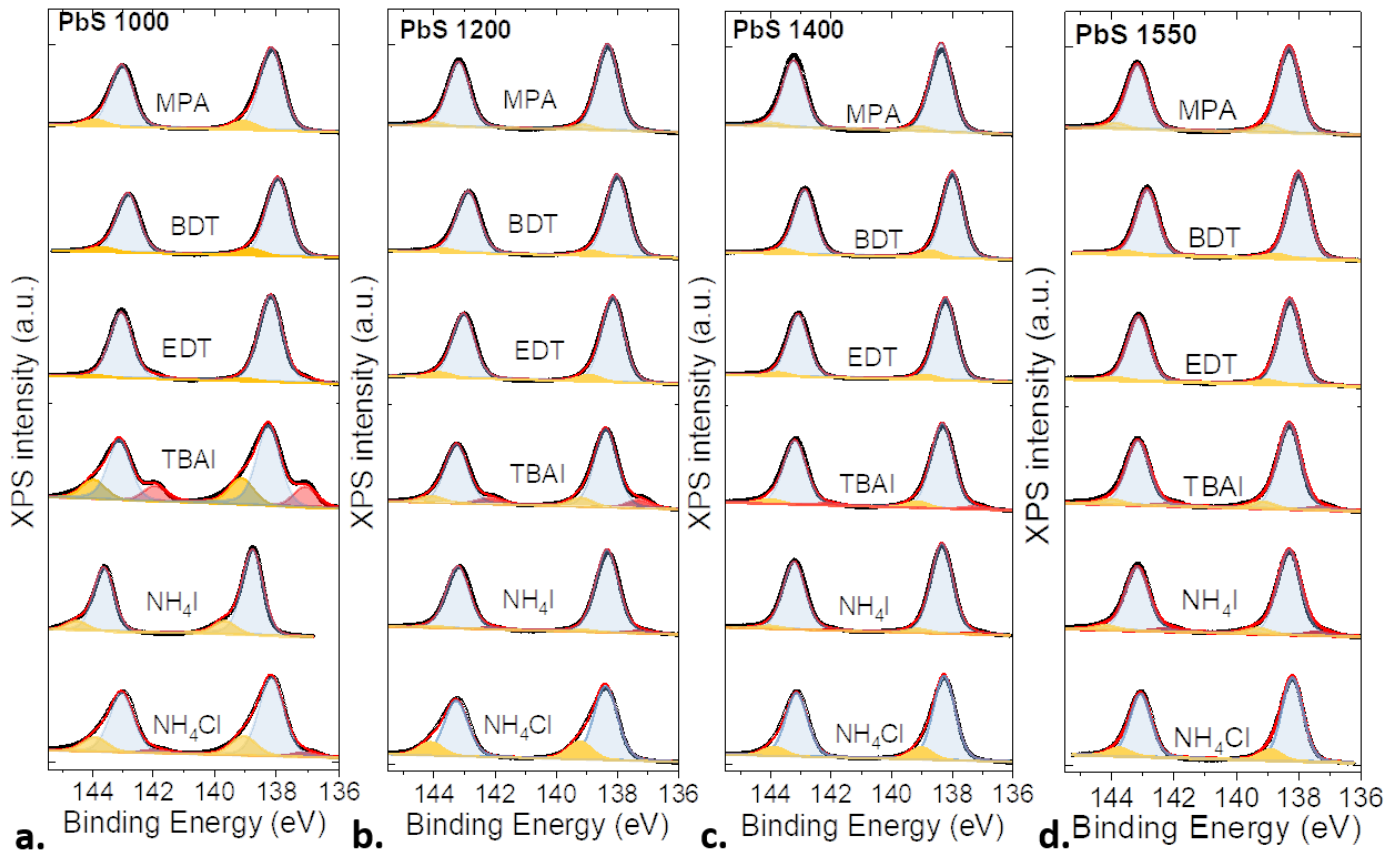 PbS 1000
MPA
BDT
EDT
TBAI
NH₄I
NH₄Cl
XPS intensity (a.u.)
144 142 140 138 136
Binding Energy (eV)
a.
PbS 1200
MPA
BDT
EDT
TBAI
NH₄I
NH₄Cl
XPS intensity (a.u.)
144 142 140 138 136
Binding Energy (eV)
b.
PbS 1400
MPA
BDT
EDT
TBAI
NH₄I
NH₄Cl
XPS intensity (a.u.)
144 142 140 138 136
Binding Energy (eV)
c.
PbS 1550
MPA
BDT
EDT
TBAI
NH₄I
NH₄Cl
XPS intensity (a.u.)
144 142 140 138 136
Binding Energy (eV)
d.